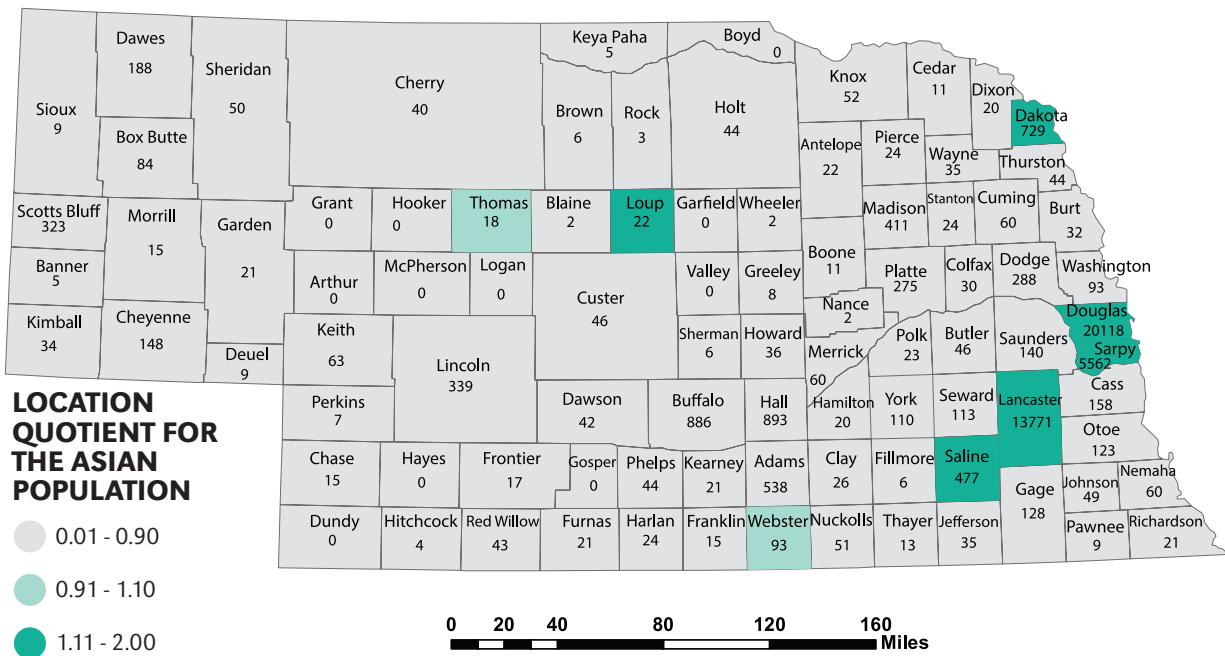 Dawes
188
Sheridan
50
Cherry
40
Keya Paha
5
Boyd
0
Sioux
9
Box Butte
84
Brown
6
Rock
3
Holt
44
Knox
52
Cedar
11
Dixon
20
Dakota
729
Antelope
22
Pierce
24
Wayne
35
Thurston
44
Scotts Bluff
323
Morrill
15
Garden
21
Grant
0
Hooker
0
Thomas
18
Blaine
2
Loup
22
Garfield
0
Wheeler
2
Madison
411
Stanton
24
Cuming
60
Burt
32
Banner
5
Arthur
0
McPherson
0
Logan
0
Custer
46
Valley
0
Greeley
8
Boone
11
Platte
275
Colfax
30
Dodge
288
Washington
93
Nance
2
Kimball
34
Cheyenne
148
Deuel
9
Keith
63
Lincoln
339
Sherman
6
Howard
36
Merrick
60
Polk
23
Butler
46
Saunders
140
Douglas
20118
Sarpy
5562
Perkins
7
Dawson
42
Buffalo
886
Hall
893
Hamilton
20
York
110
Seward
113
Lancaster
13771
Cass
158
Otoe
123
Chase
15
Hayes
0
Frontier
17
Gosper
0
Phelps
44
Kearney
21
Adams
538
Clay
26
Fillmore
6
Saline
477
Gage
128
Johnson
49
Nemaha
60
Dundy
0
Hitchcock
4
Red Willow
43
Furnas
21
Harlan
24
Franklin
15
Webster
93
Nuckolls
51
Thayer
13
Jefferson
35
Pawnee
9
Richardson
21
LOCATION
QUOTIENT FOR
THE ASIAN
POPULATION
0.01 - 0.90
0.91 - 1.10
1.11 - 2.00
0 20 40 80 120 160
Miles